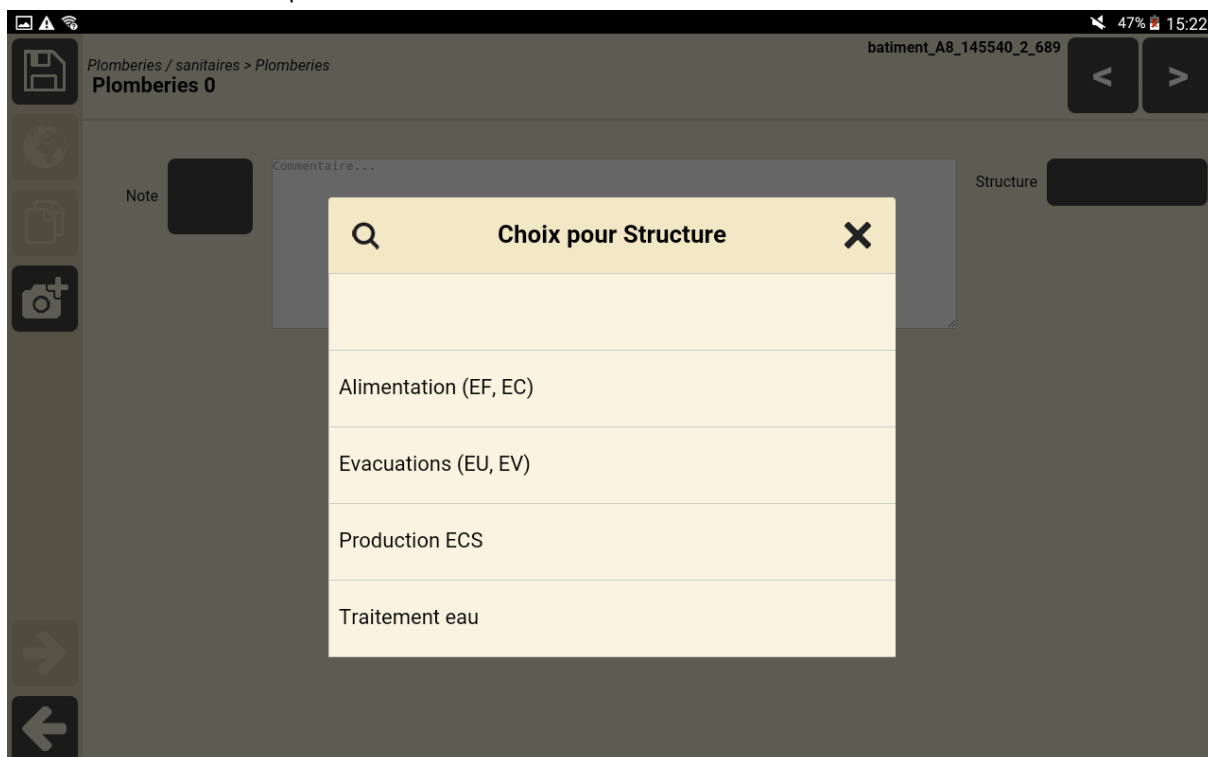 47% 15:22
batiment_A8_145540_2_689
Plomberies / sanitaires > Plomberies
Plomberies 0
< >
Commentaire...
Note
Structure
Choix pour Structure
Alimentation (EF, EC)
Evacuations (EU, EV)
Production ECS
Traitement eau